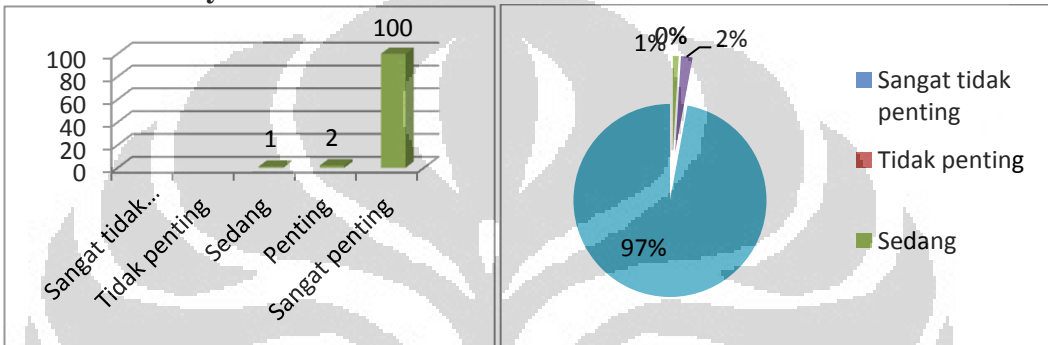 100
100
80
60
40
20
0
1
2
Sangat tidak...
Tidak penting
Sedang
Penting
Sangat penting
1%
0%
2%
97%
Sangat tidak
penting
Tidak penting
Sedang